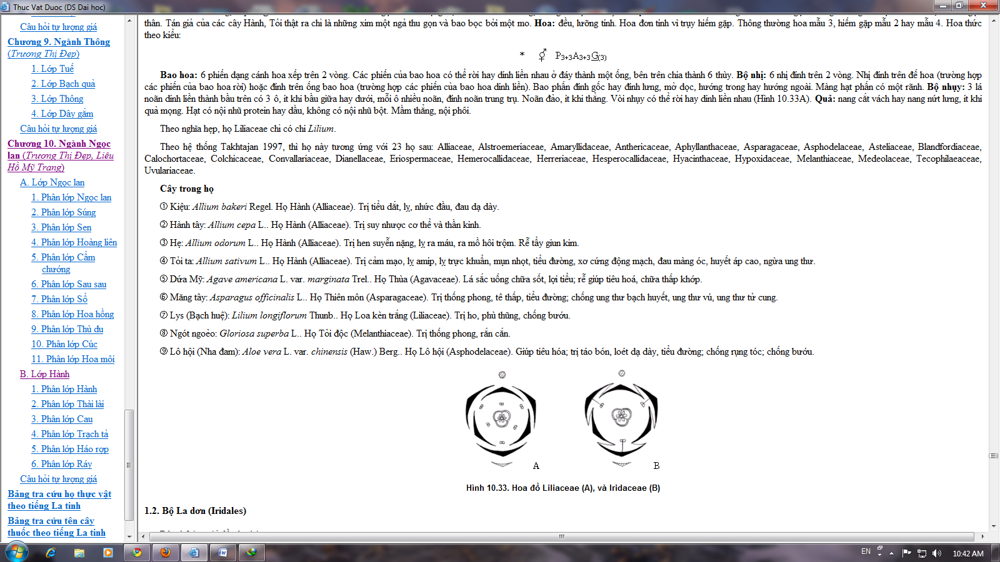 Thuc Vat Duoc (DS Dai hoc)
Câu hỏi tự lượng giá
Chương 9. Ngành Thông
(Trương Thị Đẹp)
1. Lớp Tuế
2. Lớp Bạch quả
3. Lớp Thông
4. Lớp Dây gắm
Câu hỏi tự lượng giá
Chương 10. Ngành Ngọc
lan (Trương Thị Đẹp, Liêu
Hồ Mỹ Trang)
A. Lớp Ngọc lan
1. Phân lớp Ngọc lan
2. Phân lớp Súng
3. Phân lớp Sen
4. Phân lớp Hoàng liên
5. Phân lớp Cẩm
chướng
6. Phân lớp Sau sau
7. Phân lớp Sổ
8. Phân lớp Hoa hồng
9. Phân lớp Thù du
10. Phân lớp Cúc
11. Phân lớp Hoa môi
B. Lớp Hành
1. Phân lớp Hành
2. Phân lớp Thài lài
3. Phân lớp Cau
4. Phân lớp Trạch tả
5. Phân lớp Háo rợp
6. Phân lớp Ráy
Câu hỏi tự lượng giá
Bảng tra cứu họ thực vật
theo tiếng La tinh
Bảng tra cứu tên cây
thuốc theo tiếng La tinh
thân. Tán giả của các cây Hành, Tỏi thật ra chỉ là những xim một ngả thu gọn và bao bọc bởi một mo. Hoa: đều, lưỡng tính. Hoa đơn tính vì trụy hiếm gặp. Thông thường hoa mẫu 3, hiếm gặp mẫu 2 hay mẫu 4. Hoa thức
theo kiểu:
* ⚥ P3+3A3+3G(3)
Bao hoa: 6 phiến dạng cánh hoa xếp trên 2 vòng. Các phiến của bao hoa có thể rời hay dính liền nhau ở đáy thành một ống, bên trên chia thành 6 thùy. Bộ nhị: 6 nhị đính trên 2 vòng. Nhị đính trên đế hoa (trường hợp
các phiến của bao hoa rời) hoặc đính trên ống bao hoa (trường hợp các phiến của bao hoa dính liền). Bao phấn đính gốc hay đính lưng, mở dọc, hướng trong hay hướng ngoài. Màng hạt phấn có một rãnh. Bộ nhụy: 3 lá
noãn dính liền thành bầu trên có 3 ô, ít khi bầu giữa hay dưới, mỗi ô nhiều noãn, đính noãn trung trụ. Noãn đảo, ít khi thẳng. Vòi nhụy có thể rời hay dính liền nhau (Hình 10.33A). Quả: nang cắt vách hay nang nứt lưng, ít khi
quả mọng. Hạt có nội nhũ protein hay dầu, không có nội nhũ bột. Mầm thẳng, nội phôi.
Theo nghĩa hẹp, họ Liliaceae chỉ có chi Lilium.
Theo hệ thống Takhtajan 1997, thì họ này tương ứng với 23 họ sau: Alliaceae, Alstroemeriaceae, Amaryllidaceae, Anthericaceae, Aphyllanthaceae, Asparagaceae, Asphodelaceae, Asteliaceae, Blandfordiaceae,
Calochortaceae, Colchicaceae, Convallariaceae, Dianellaceae, Eriospermaceae, Hemerocallidaceae, Herreriaceae, Hesperocallidaceae, Hyacinthaceae, Hypoxidaceae, Melanthiaceae, Medeolaceae, Tecophilaeaceae,
Uvulariaceae.
Cây trong họ
① Kiệu: Allium bakeri Regel. Họ Hành (Alliaceae). Trị tiểu dắt, lỵ, nhức đầu, đau dạ dày.
② Hành tây: Allium cepa L.. Họ Hành (Alliaceae). Trị suy nhược cơ thể và thần kinh.
③ Hẹ: Allium odorum L.. Họ Hành (Alliaceae). Trị hen suyễn nặng, lỵ ra máu, ra mồ hôi trộm. Rễ tẩy giun kim.
④ Tỏi ta: Allium sativum L.. Họ Hành (Alliaceae). Trị cảm mạo, lỵ amip, lỵ trực khuẩn, mụn nhọt, tiểu đường, xơ cứng động mạch, đau màng óc, huyết áp cao, ngừa ung thư.
⑤ Dứa Mỹ: Agave americana L. var. marginata Trel.. Họ Thùa (Agavaceae). Lá sắc uống chữa sốt, lợi tiểu; rễ giúp tiêu hoá, chữa thấp khớp.
⑥ Măng tây: Asparagus officinalis L.. Họ Thiên môn (Asparagaceae). Trị thống phong, tê thấp, tiểu đường; chống ung thư bạch huyết, ung thư vú, ung thư tử cung.
⑦ Lys (Bạch huệ): Lilium longiflorum Thunb.. Họ Loa kèn trắng (Liliaceae). Trị ho, phù thũng, chống bướu.
⑧ Ngót ngoẻo: Gloriosa superba L.. Họ Tỏi độc (Melanthiaceae). Trị thống phong, rắn cắn.
⑨ Lô hội (Nha đam): Aloe vera L. var. chinensis (Haw.) Berg.. Họ Lô hội (Asphodelaceae). Giúp tiêu hóa; trị táo bón, loét dạ dày, tiểu đường; chống rụng tóc; chống bướu.
A B
Hình 10.33. Hoa đồ Liliaceae (A), và Iridaceae (B)
1.2. Bộ La dơn (Iridales)
EN
10:42 AM